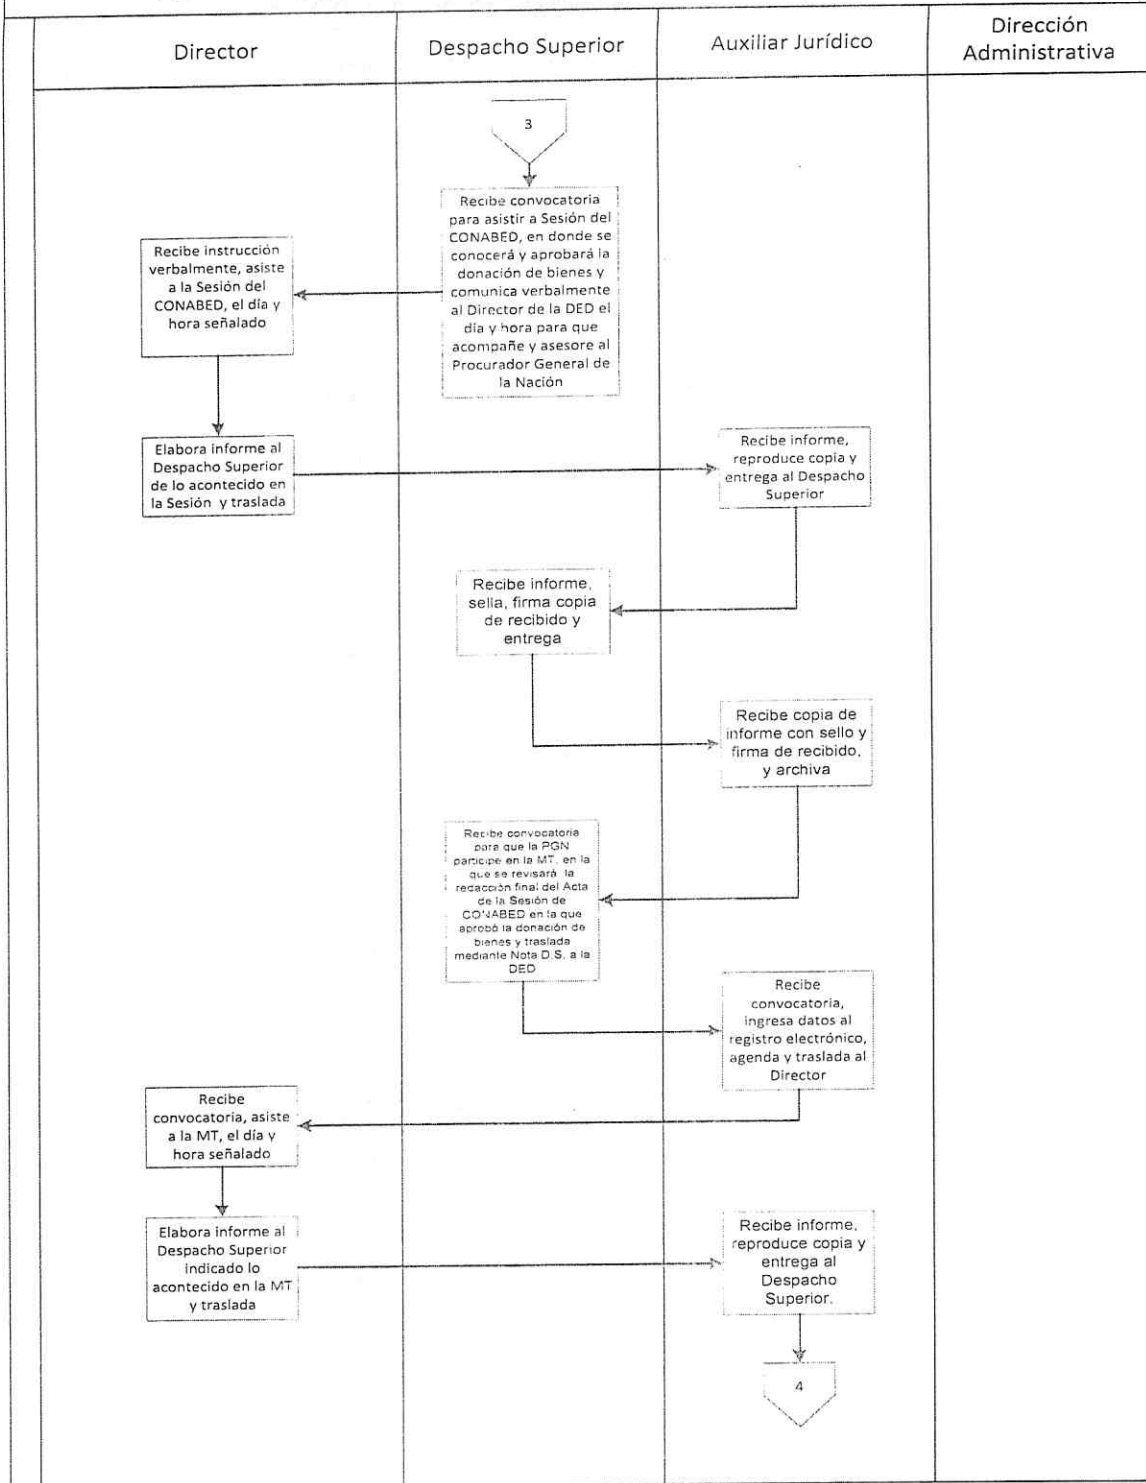 Director
Despacho Superior
Auxiliar Jurídico
Dirección
Administrativa
3
Recibe convocatoria
para asistir a Sesión del
CONABED, en donde se
conocerá y aprobará la
donación de bienes y
comunica verbalmente
al Director de la DED el
día y hora para que
acompañe y asesore al
Procurador General de
la Nación
Recibe instrucción
verbalmente, asiste
a la Sesión del
CONABED, el día y
hora señalado
Elabora informe al
Despacho Superior
de lo acontecido en
la Sesión y traslada
Recibe informe,
reproduce copia y
entrega al Despacho
Superior
Recibe informe,
sella, firma copia
de recibido y
entrega
Recibe copia de
informe con sello y
firma de recibido,
y archiva
Recibe convocatoria
para que la PGN
participe en la MT, en la
que se revisará la
redacción final del Acta
de la Sesión de
CONABED en la que
aprobó la donación de
bienes y traslada
mediante Nota D.S. a la
DED
Recibe
convocatoria,
ingresa datos al
registro electrónico,
agenda y traslada al
Director
Recibe
convocatoria, asiste
a la MT, el día y
hora señalado
Elabora informe al
Despacho Superior
indicado lo
acontecido en la MT
y traslada
Recibe informe,
reproduce copia y
entrega al
Despacho
Superior.
4